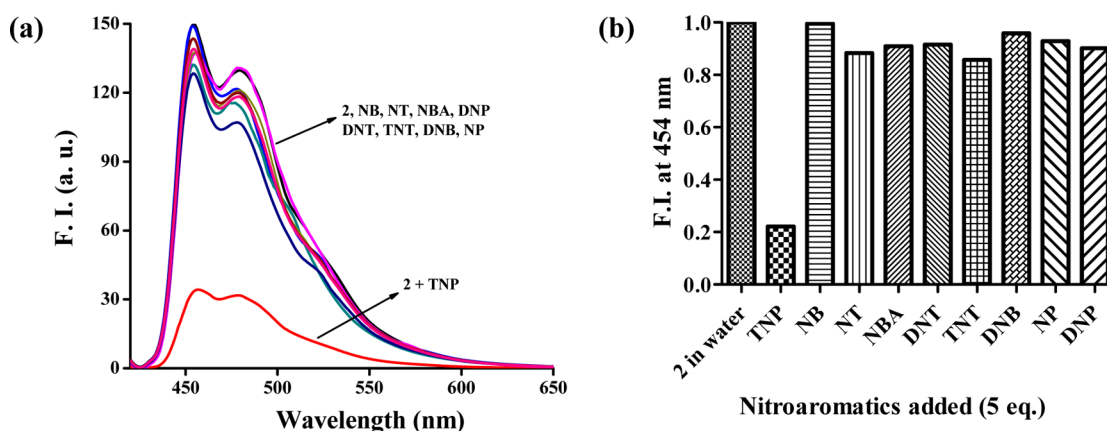 (a)
F. I. (a. u.)
150
120
90
60
30
0
2, NB, NT, NBA, DNP
DNT, TNT, DNB, NP
2 + TNP
450
500
550
600
650
Wavelength (nm)
(b)
F.I. at 454 nm
1.0
0.8
0.6
0.4
0.2
0.0
2 in water
TNP
NB
NT
NBA
DNT
TNT
DNB
NP
DNP
Nitroaromatics added (5 eq.)